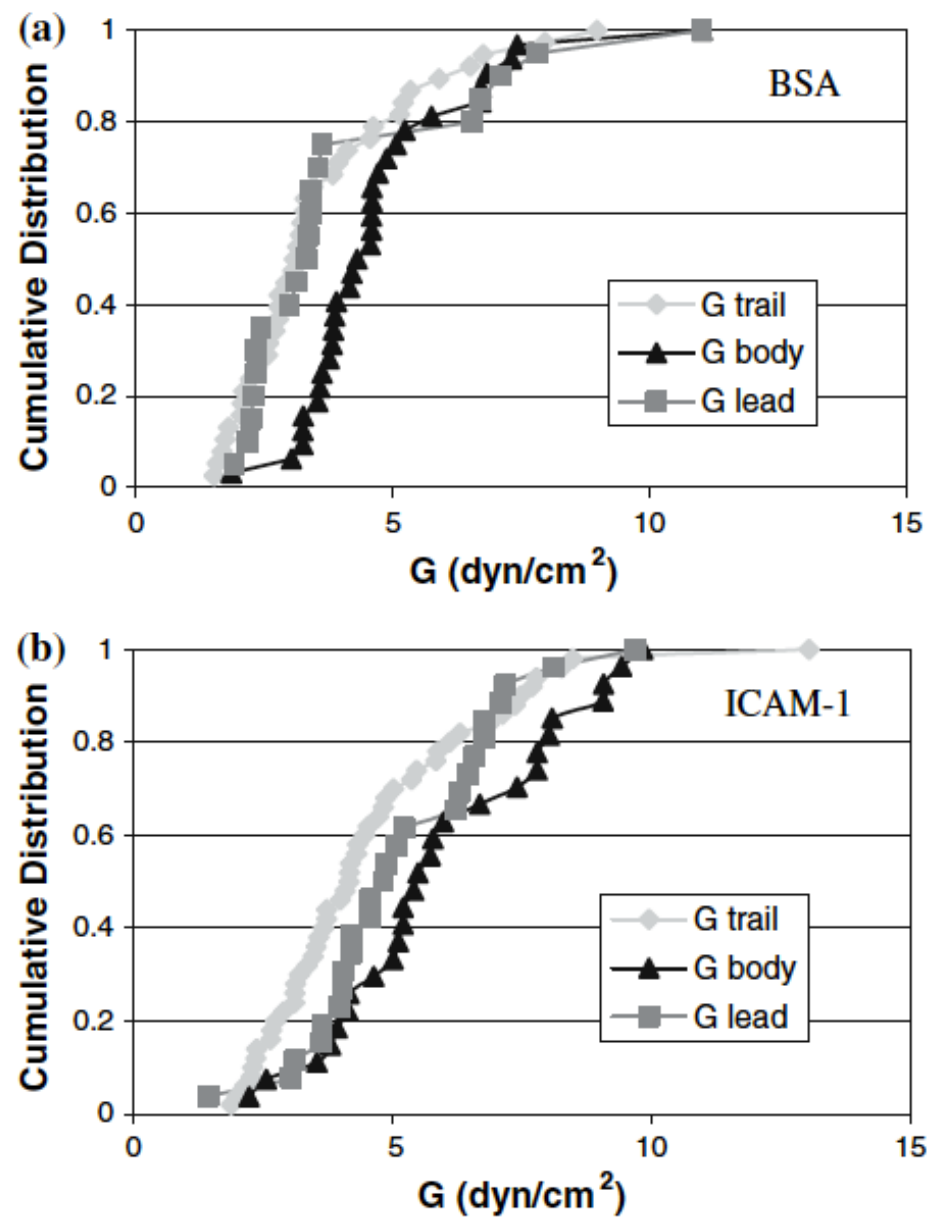 (a)
BSA
Cumulative Distribution
1
0.8
0.6
0.4
0.2
0
G trail
G body
G lead
0 5 10 15
G (dyn/cm²)
(b)
ICAM-1
Cumulative Distribution
1
0.8
0.6
0.4
0.2
0
G trail
G body
G lead
0 5 10 15
G (dyn/cm²)